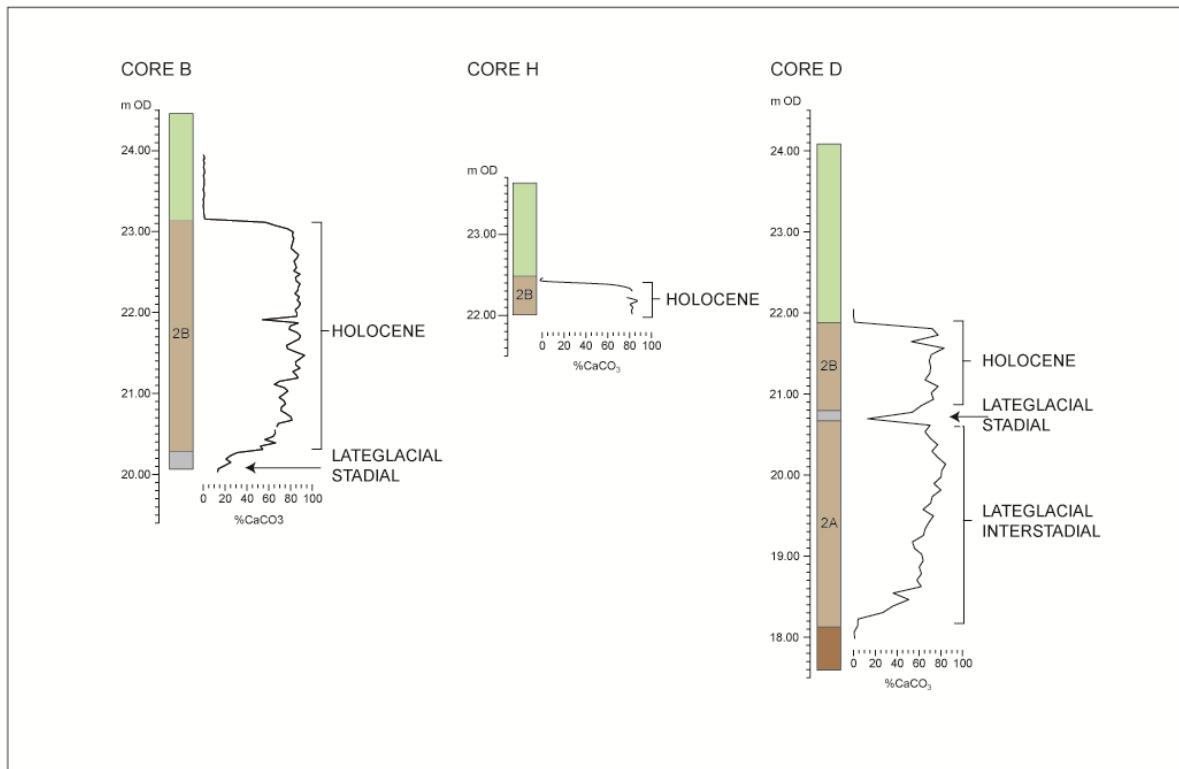 CORE B
m OD
24.00
23.00
22.00
21.00
20.00
2B
HOLOCENE
LATEGLACIAL
STADIAL
0 20 40 60 80 100
%CaCO3
CORE H
m OD
23.00
22.00
2B
HOLOCENE
0 20 40 60 80 100
%CaCO₃
CORE D
m OD
24.00
23.00
22.00
21.00
20.00
19.00
18.00
2B
2A
HOLOCENE
LATEGLACIAL
STADIAL
LATEGLACIAL
INTERSTADIAL
0 20 40 60 80 100
%CaCO₃